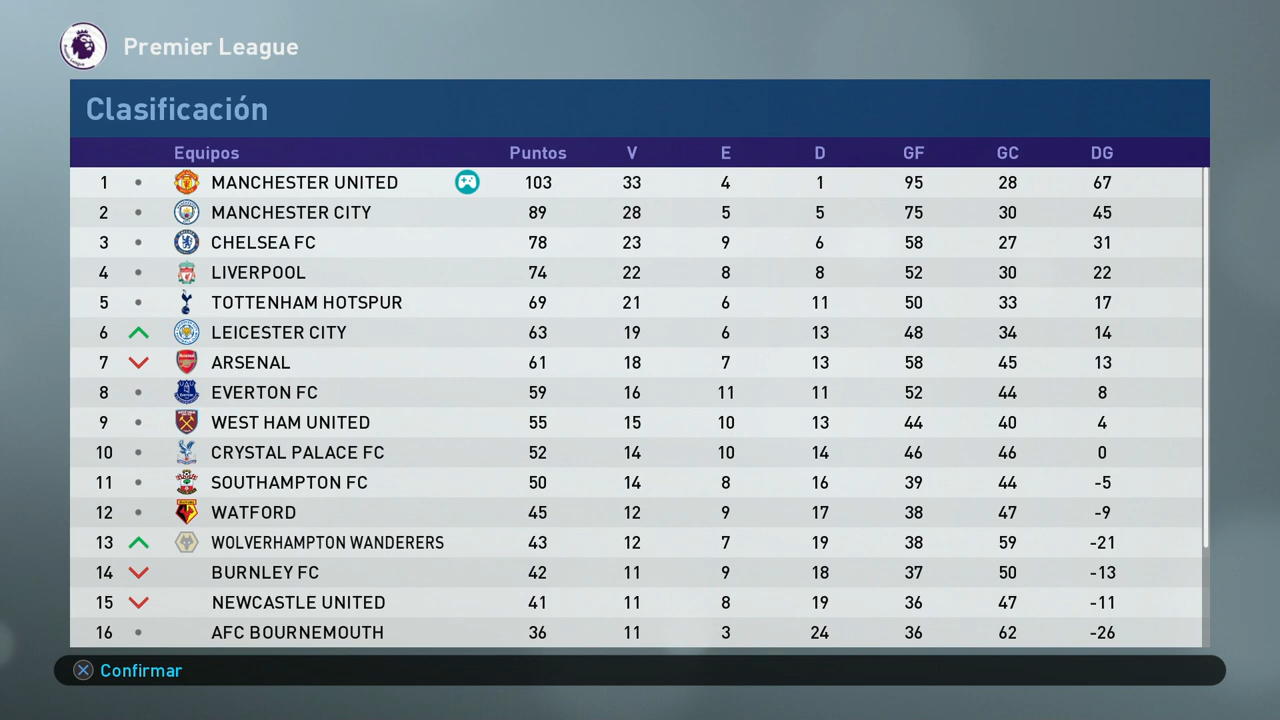 Premier League
Clasificación
Equipos Puntos V E D GF GC DG
1 MANCHESTER UNITED 103 33 4 1 95 28 67
2 MANCHESTER CITY 89 28 5 5 75 30 45
3 CHELSEA FC 78 23 9 6 58 27 31
4 LIVERPOOL 74 22 8 8 52 30 22
5 TOTTENHAM HOTSPUR 69 21 6 11 50 33 17
6 LEICESTER CITY 63 19 6 13 48 34 14
7 ARSENAL 61 18 7 13 58 45 13
8 EVERTON FC 59 16 11 11 52 44 8
9 WEST HAM UNITED 55 15 10 13 44 40 4
10 CRYSTAL PALACE FC 52 14 10 14 46 46 0
11 SOUTHAMPTON FC 50 14 8 16 39 44 -5
12 WATFORD 45 12 9 17 38 47 -9
13 WOLVERHAMPTON WANDERERS 43 12 7 19 38 59 -21
14 BURNLEY FC 42 11 9 18 37 50 -13
15 NEWCASTLE UNITED 41 11 8 19 36 47 -11
16 AFC BOURNEMOUTH 36 11 3 24 36 62 -26
Confirmar